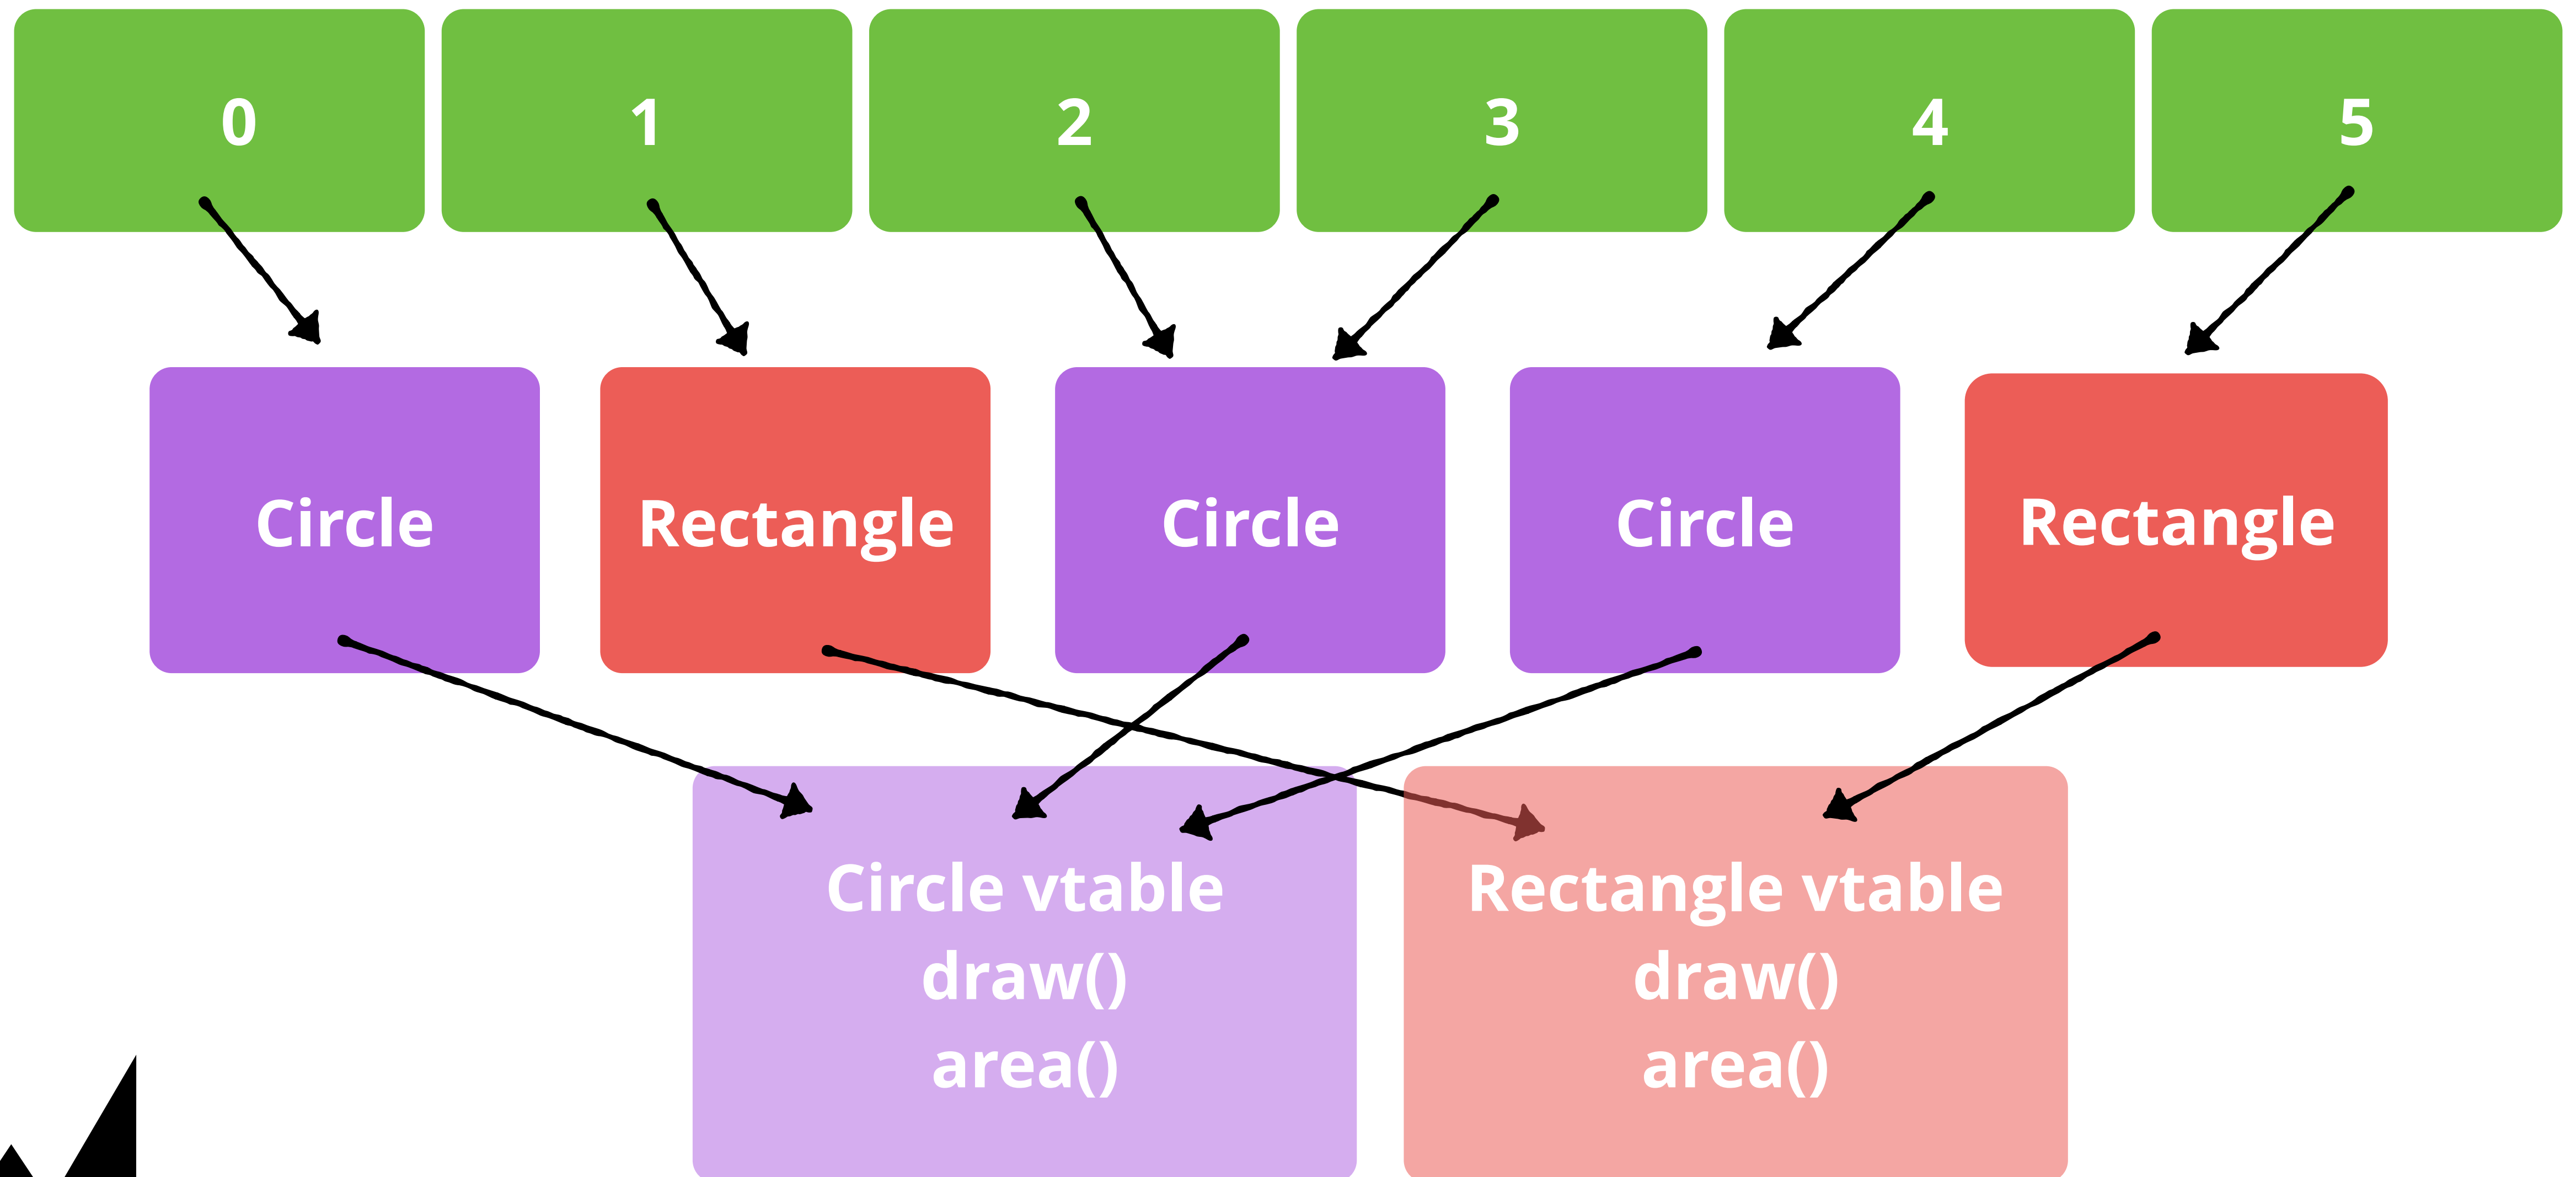 0
1
2
3
4
5
Circle
Rectangle
Circle
Circle
Rectangle
Circle vtable
draw()
area()
Rectangle vtable
draw()
area()